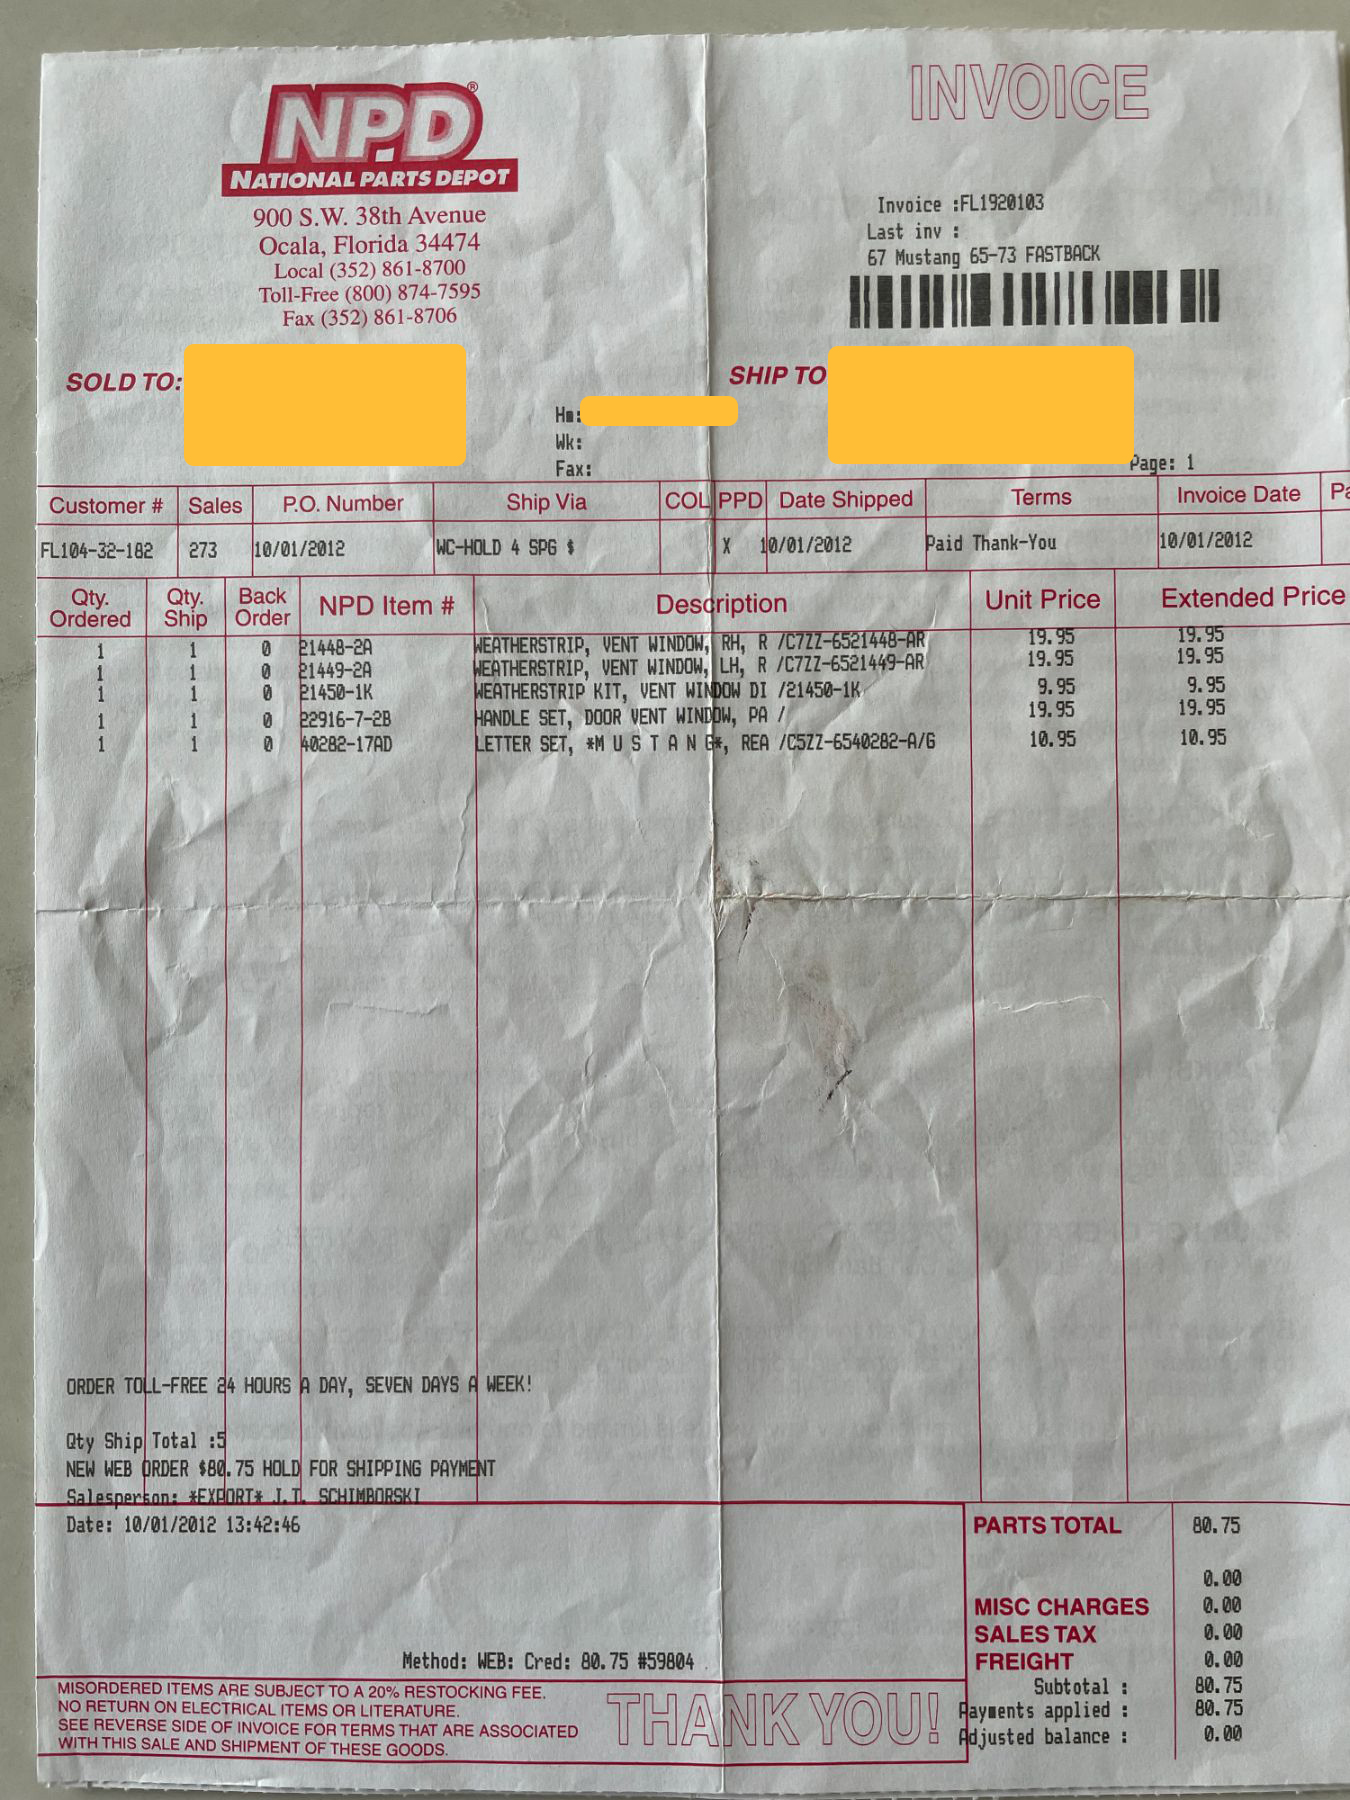 INVOICE
NPD®
NATIONAL PARTS DEPOT
900 S.W. 38th Avenue
Ocala, Florida 34474
Local (352) 861-8700
Toll-Free (800) 874-7595
Fax (352) 861-8706
Invoice :FL1920103
Last inv :
67 Mustang 65-73 FASTBACK
SOLD TO:
Hm:
Wk:
Fax:
SHIP TO
Page: 1
Customer # Sales P.O. Number Ship Via COL PPD Date Shipped Terms Invoice Date Pa
FL104-32-182 273 10/01/2012 WC-HOLD 4 SPG $ X 10/01/2012 Paid Thank-You 10/01/2012
Qty. Ordered Qty. Ship Back Order NPD Item # Description Unit Price Extended Price
1 1 0 21448-2A WEATHERSTRIP, VENT WINDOW, RH, R /C7ZZ-6521448-AR 19.95 19.95
1 1 0 21449-2A WEATHERSTRIP, VENT WINDOW, LH, R /C7ZZ-6521449-AR 19.95 19.95
1 1 0 21450-1K WEATHERSTRIP KIT, VENT WINDOW DI /21450-1K 9.95 9.95
1 1 0 22916-7-2B HANDLE SET, DOOR VENT WINDOW, PA / 19.95 19.95
1 1 0 40282-17AD LETTER SET, *M U S T A N G*, REA /C5ZZ-6540282-A/G 10.95 10.95
ORDER TOLL-FREE 24 HOURS A DAY, SEVEN DAYS A WEEK!
Qty Ship Total :5
NEW WEB ORDER $80.75 HOLD FOR SHIPPING PAYMENT
Salesperson: *EXPORT* J.T. SCHIMBORSKI
Date: 10/01/2012 13:42:46
Method: WEB: Cred: 80.75 #59804
PARTS TOTAL 80.75
0.00
MISC CHARGES 0.00
SALES TAX 0.00
FREIGHT 0.00
Subtotal : 80.75
Payments applied : 80.75
Adjusted balance : 0.00
MISORDERED ITEMS ARE SUBJECT TO A 20% RESTOCKING FEE.
NO RETURN ON ELECTRICAL ITEMS OR LITERATURE.
SEE REVERSE SIDE OF INVOICE FOR TERMS THAT ARE ASSOCIATED
WITH THIS SALE AND SHIPMENT OF THESE GOODS.
THANK YOU!